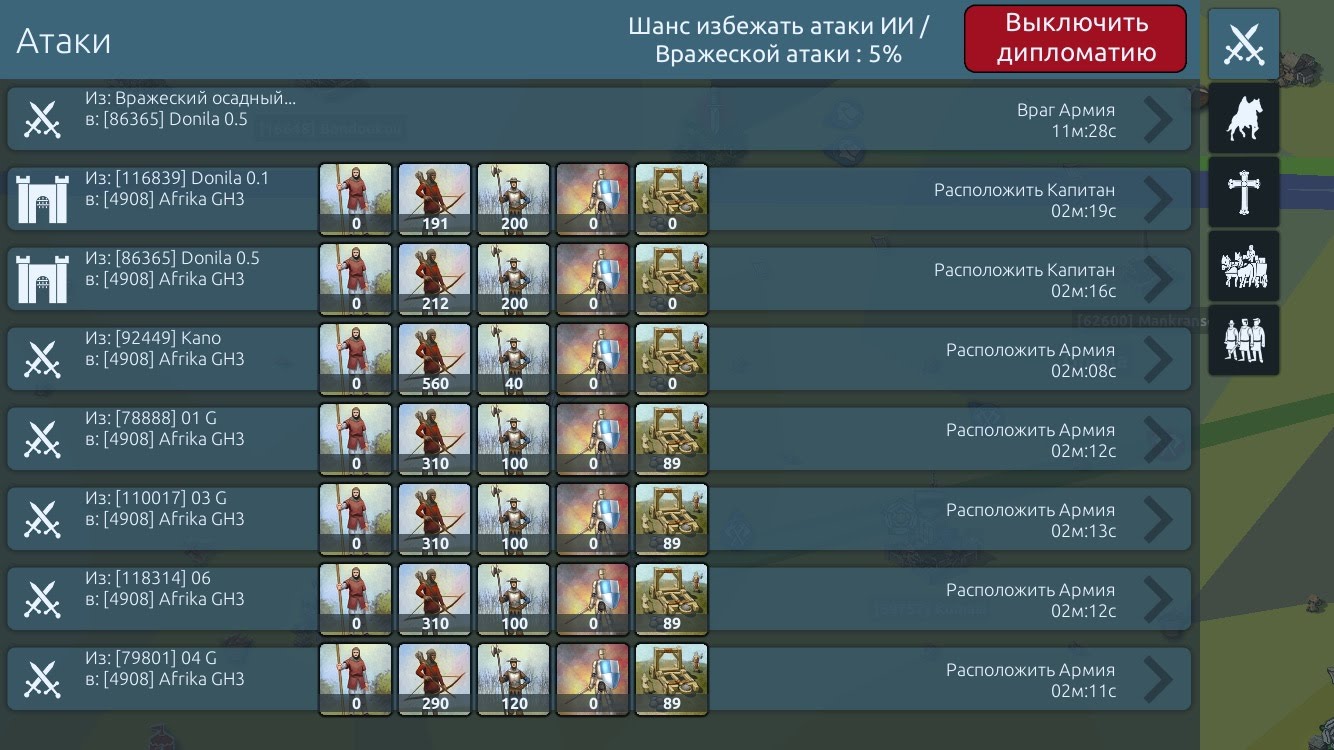 Атаки
Шанс избежать атаки ИИ /
Вражеской атаки : 5%
Выключить
дипломатию
Из: Вражеский осадный...
в: [86365] Donila 0.5
Враг Армия
11м:28с
Из: [116839] Donila 0.1
в: [4908] Afrika GH3
0 191 200 0 0
Расположить Капитан
02м:19с
Из: [86365] Donila 0.5
в: [4908] Afrika GH3
0 212 200 0 0
Расположить Капитан
02м:16с
Из: [92449] Kano
в: [4908] Afrika GH3
0 560 40 0 0
Расположить Армия
02м:08с
Из: [78888] 01 G
в: [4908] Afrika GH3
0 310 100 0 89
Расположить Армия
02м:12с
Из: [110017] 03 G
в: [4908] Afrika GH3
0 310 100 0 89
Расположить Армия
02м:13с
Из: [118314] 06
в: [4908] Afrika GH3
0 310 100 0 89
Расположить Армия
02м:12с
Из: [79801] 04 G
в: [4908] Afrika GH3
0 290 120 0 89
Расположить Армия
02м:11с